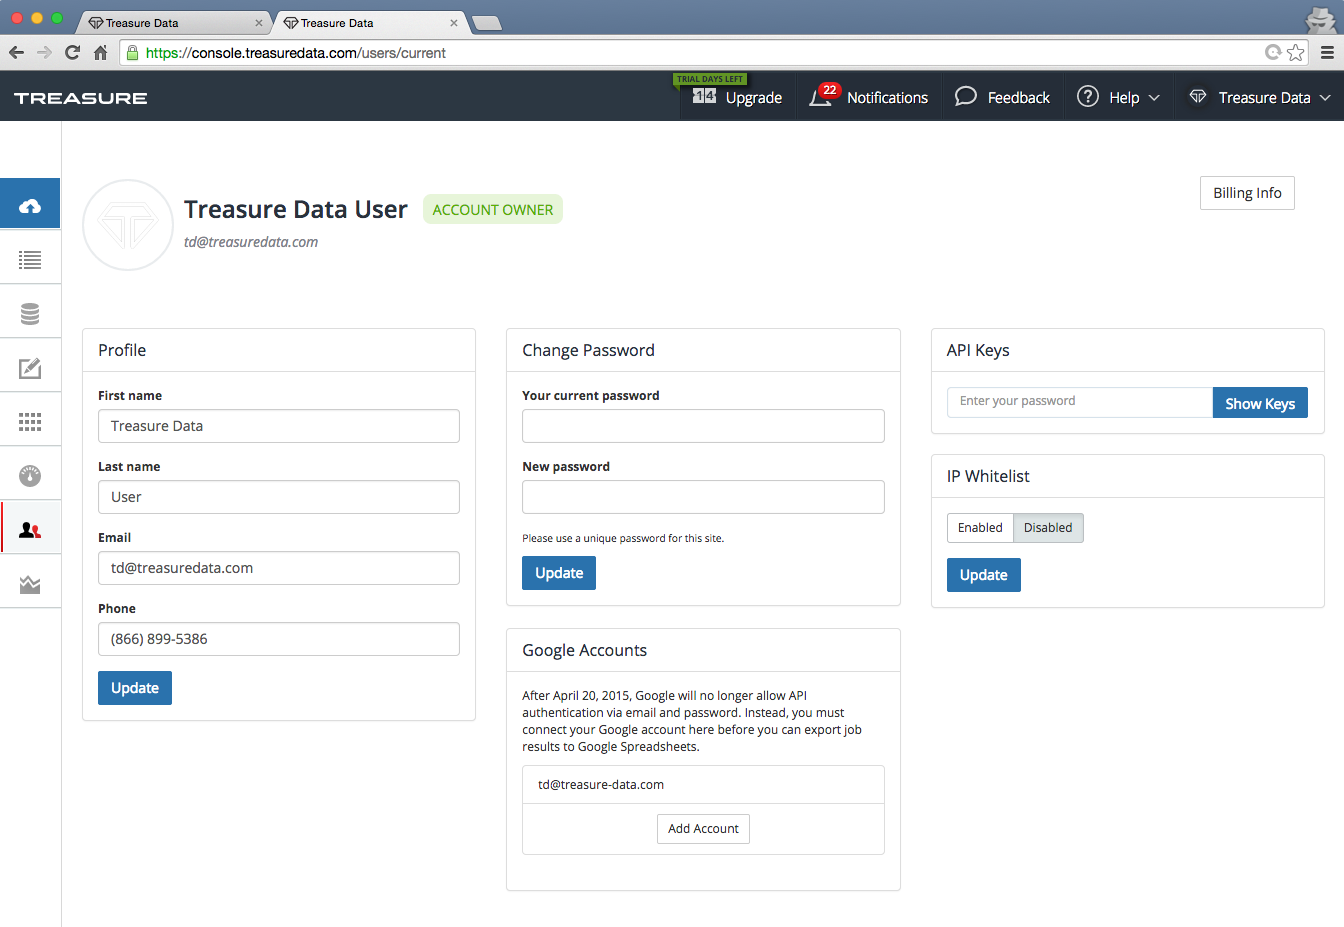 Treasure Data
Treasure Data
https://console.treasuredata.com/users/current
TREASURE
TRIAL DAYS LEFT
14
Upgrade
22
Notifications
Feedback
Help
Treasure Data
Treasure Data User
ACCOUNT OWNER
td@treasuredata.com
Billing Info
Profile
First name
Treasure Data
Last name
User
Email
td@treasuredata.com
Phone
(866) 899-5386
Update
Change Password
Your current password
New password
Please use a unique password for this site.
Update
Google Accounts
After April 20, 2015, Google will no longer allow API
authentication via email and password. Instead, you must
connect your Google account here before you can export job
results to Google Spreadsheets.
td@treasure-data.com
Add Account
API Keys
Enter your password
Show Keys
IP Whitelist
Enabled
Disabled
Update